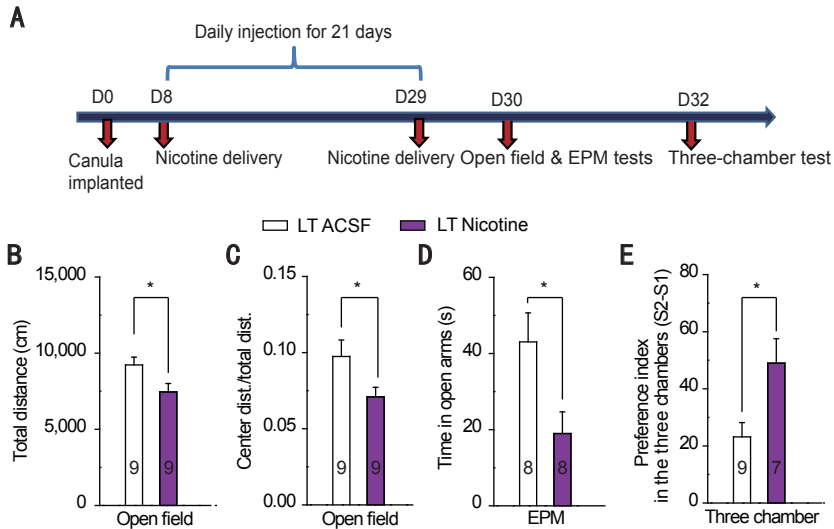 A
Daily injection for 21 days
D0 D8 D29 D30 D32
Canula
implanted
Nicotine delivery
Nicotine delivery
Open field & EPM tests
Three-chamber test
LT ACSF LT Nicotine
B
Total distance (cm)
15,000
10,000
5,000
0
*
9 9
Open field
C
Center dist./total dist.
0.15
0.10
0.05
0.00
*
9 9
Open field
D
Time in open arms (s)
60
40
20
0
*
8 8
EPM
E
Preference index
in the three chambers (S2-S1)
80
60
40
20
0
*
9 7
Three chamber